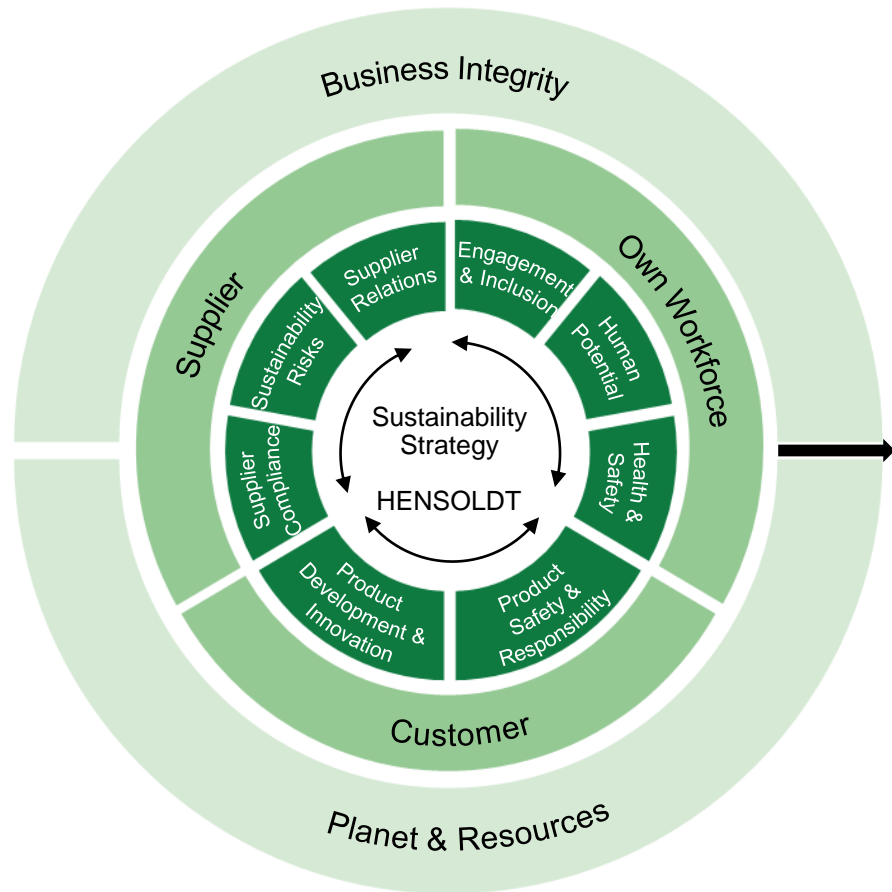 Business Integrity
Supplier
Own Workforce
Supplier
Relations
Engagement
& Inclusion
Sustainability
Risks
Human
Potential
Supplier
Compliance
Health &
Safety
Sustainability
Strategy
HENSOLDT
Product
Development &
Innovation
Product
Safety &
Responsibility
Customer
Planet & Resources